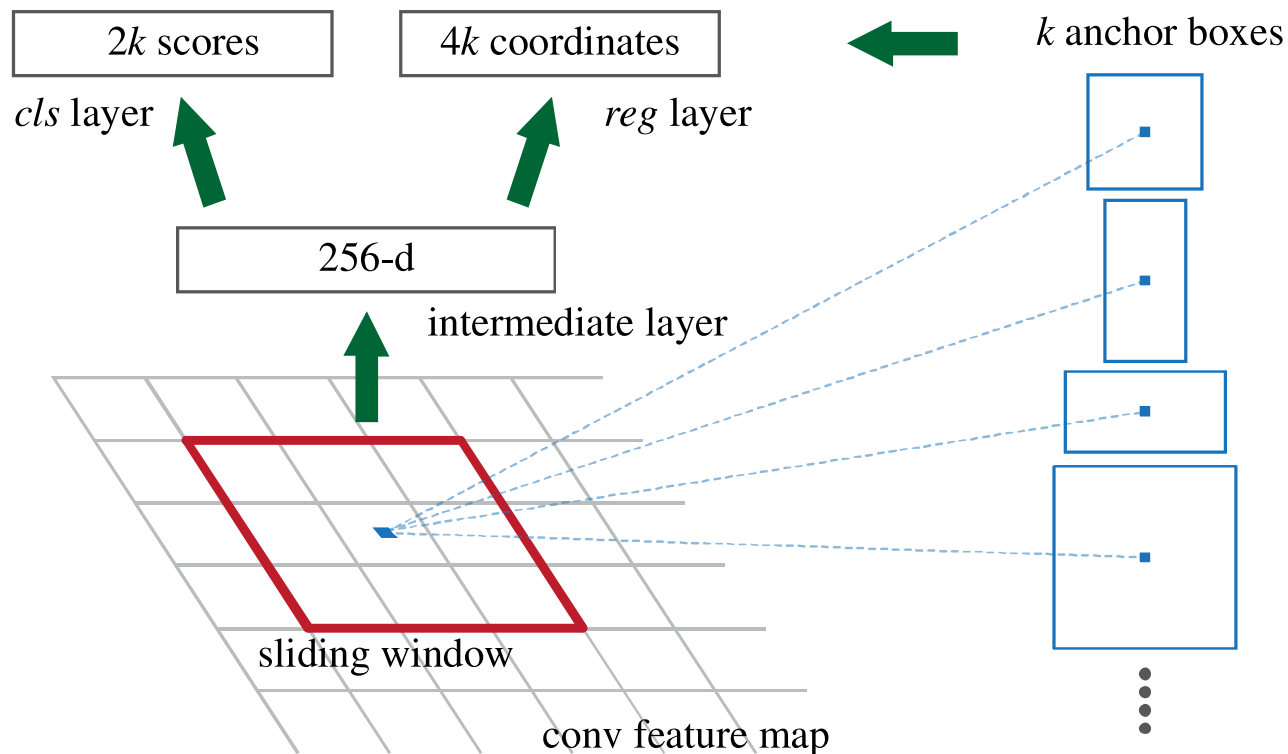 2k scores
4k coordinates
k anchor boxes
cls layer
reg layer
256-d
intermediate layer
sliding window
conv feature map